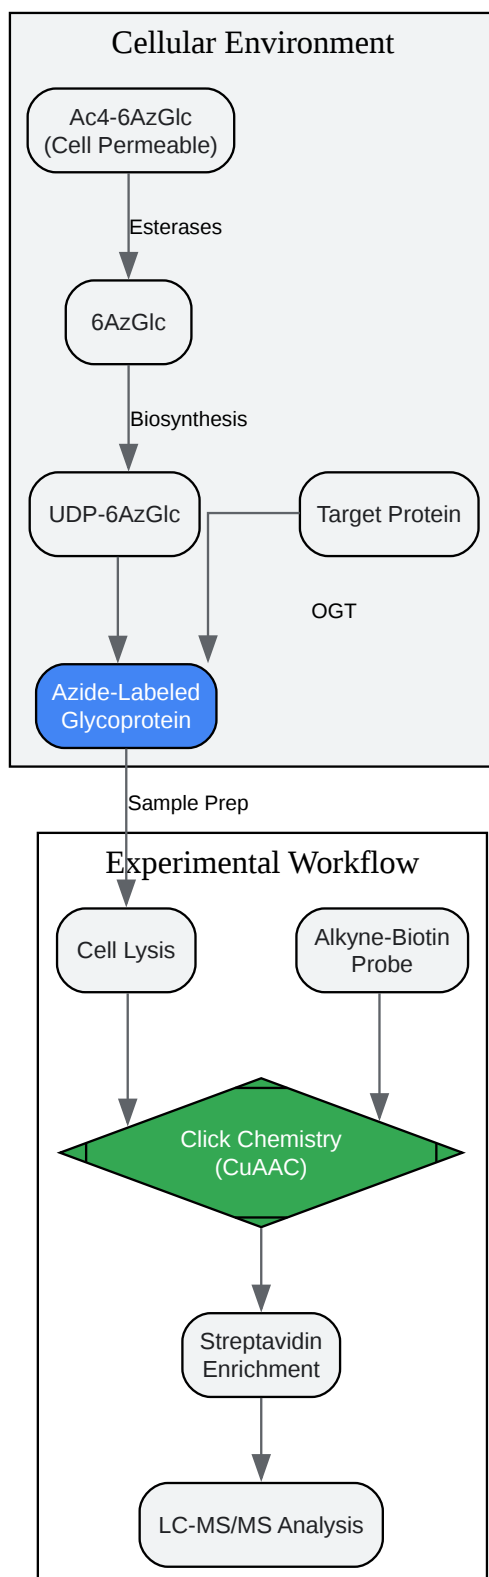 Cellular Environment
Ac4-6AzGlc
(Cell Permeable)
Esterases
6AzGlc
Biosynthesis
UDP-6AzGlc
Target Protein
OGT
Azide-Labeled
Glycoprotein
Sample Prep
Experimental Workflow
Cell Lysis
Alkyne-Biotin
Probe
Click Chemistry
(CuAAC)
Streptavidin
Enrichment
LC-MS/MS Analysis